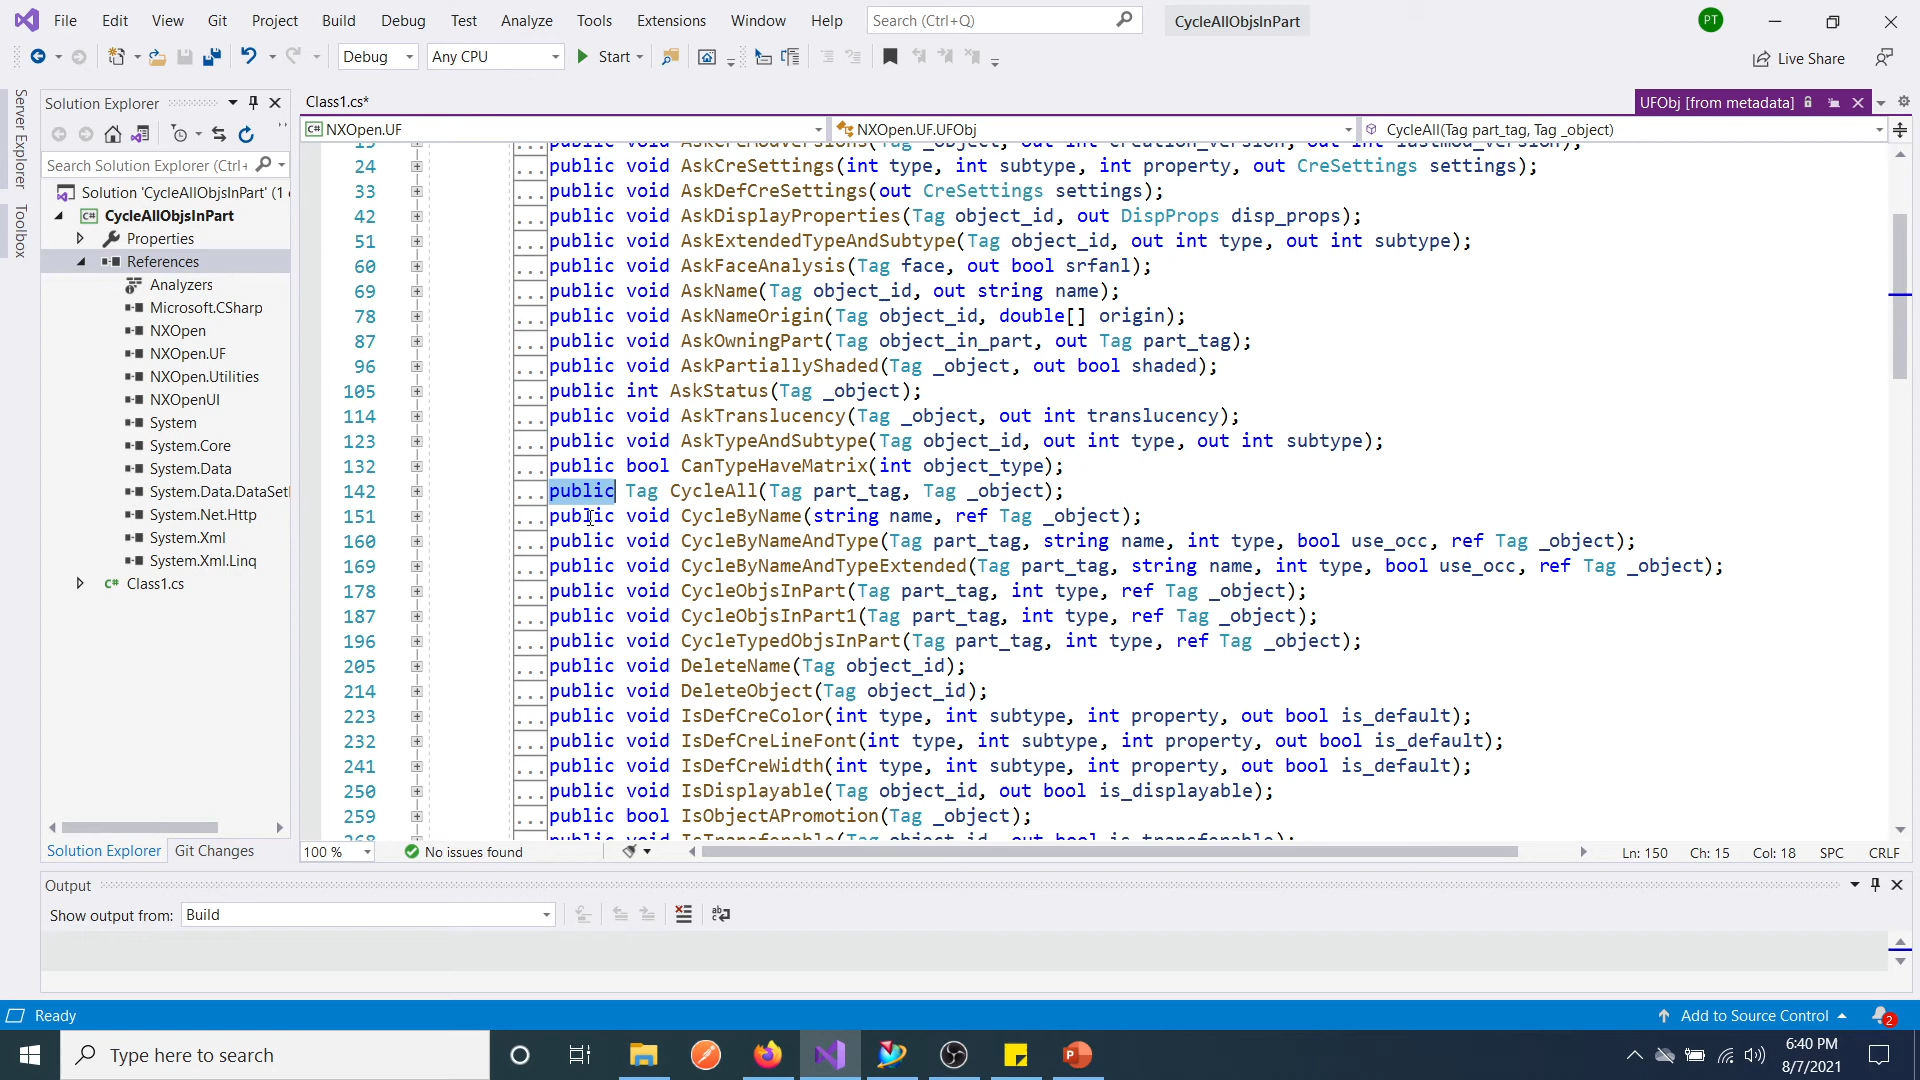 File Edit View Git Project Build Debug Test Analyze Tools Extensions Window Help Search (Ctrl+Q) CycleAllObjsInPart PT
Debug Any CPU Start Live Share
Server Explorer
Toolbox
Solution Explorer
Search Solution Explorer (Ctrl+
Solution 'CycleAllObjsInPart' (1
CycleAllObjsInPart
Properties
References
Analyzers
Microsoft.CSharp
NXOpen
NXOpen.UF
NXOpen.Utilities
NXOpenUI
System
System.Core
System.Data
System.Data.DataSet
System.Net.Http
System.Xml
System.Xml.Linq
Class1.cs
Solution Explorer Git Changes
Class1.cs* UFObj [from metadata]
NXOpen.UF NXOpen.UF.UFObj CycleAll(Tag part_tag, Tag _object)
24 ... public void AskCreSettings(int type, int subtype, int property, out CreSettings settings);
33 ... public void AskDefCreSettings(out CreSettings settings);
42 ... public void AskDisplayProperties(Tag object_id, out DispProps disp_props);
51 ... public void AskExtendedTypeAndSubtype(Tag object_id, out int type, out int subtype);
60 ... public void AskFaceAnalysis(Tag face, out bool srfanl);
69 ... public void AskName(Tag object_id, out string name);
78 ... public void AskNameOrigin(Tag object_id, double[] origin);
87 ... public void AskOwningPart(Tag object_in_part, out Tag part_tag);
96 ... public void AskPartiallyShaded(Tag _object, out bool shaded);
105 ... public int AskStatus(Tag _object);
114 ... public void AskTranslucency(Tag _object, out int translucency);
123 ... public void AskTypeAndSubtype(Tag object_id, out int type, out int subtype);
132 ... public bool CanTypeHaveMatrix(int object_type);
142 ... public Tag CycleAll(Tag part_tag, Tag _object);
151 ... public void CycleByName(string name, ref Tag _object);
160 ... public void CycleByNameAndType(Tag part_tag, string name, int type, bool use_occ, ref Tag _object);
169 ... public void CycleByNameAndTypeExtended(Tag part_tag, string name, int type, bool use_occ, ref Tag _object);
178 ... public void CycleObjsInPart(Tag part_tag, int type, ref Tag _object);
187 ... public void CycleObjsInPart1(Tag part_tag, int type, ref Tag _object);
196 ... public void CycleTypedObjsInPart(Tag part_tag, int type, ref Tag _object);
205 ... public void DeleteName(Tag object_id);
214 ... public void DeleteObject(Tag object_id);
223 ... public void IsDefCreColor(int type, int subtype, int property, out bool is_default);
232 ... public void IsDefCreLineFont(int type, int subtype, int property, out bool is_default);
241 ... public void IsDefCreWidth(int type, int subtype, int property, out bool is_default);
250 ... public void IsDisplayable(Tag object_id, out bool is_displayable);
259 ... public bool IsObjectAPromotion(Tag _object);
100 % No issues found Ln: 150 Ch: 15 Col: 18 SPC CRLF
Output
Show output from: Build
Ready Add to Source Control 2
Type here to search 6:40 PM
8/7/2021